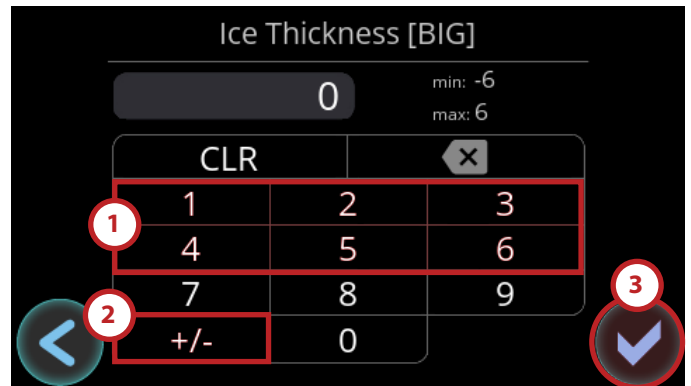 Ice Thickness [BIG]
0 min: -6
max: 6
CLR
1 2 3
1
4 5 6
3
7 8 9
2
+/- 0